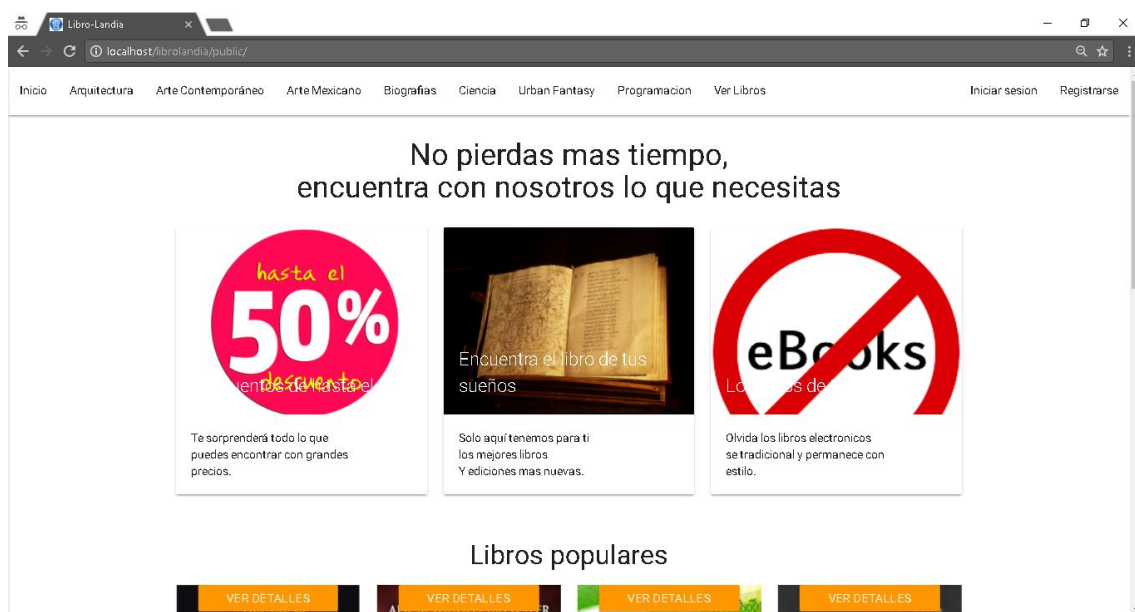 Libro-Landia
localhost/librolandia/public/
Inicio Arquitectura Arte Contemporáneo Arte Mexicano Biografias Ciencia Urban Fantasy Programacion Ver Libros Iniciar sesion Registrarse
No pierdas mas tiempo,
encuentra con nosotros lo que necesitas
hasta el
50%
descuento
de hasta el
Te sorprenderá todo lo que
puedes encontrar con grandes
precios.
Encuentra el libro de tus
sueños
Solo aquí tenemos para ti
los mejores libros
Y ediciones mas nuevas.
eBooks
Olvida los libros electronicos
se tradicional y permanece con
estilo.
Libros populares
VER DETALLES VER DETALLES VER DETALLES VER DETALLES